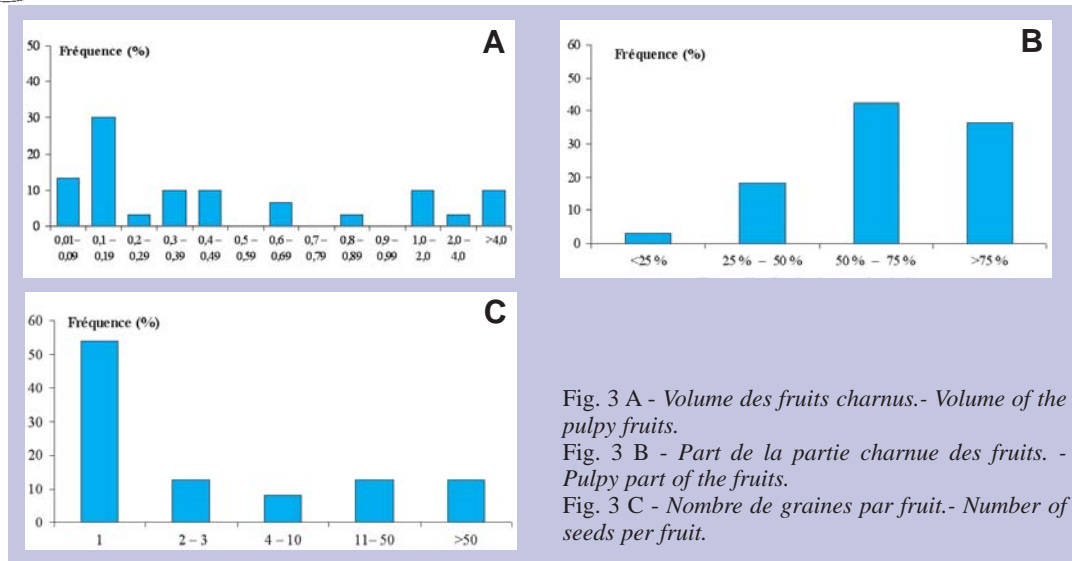 A
Fréquence (%)
50
40
30
20
10
0
0,01– 0,1 – 0,2 – 0,3 – 0,4 – 0,5 – 0,6 – 0,7 – 0,8 – 0,9 – 1,0 – 2,0 – >4,0
0,09 0,19 0,29 0,39 0,49 0,59 0,69 0,79 0,89 0,99 2,0 4,0
B
Fréquence (%)
60
50
40
30
20
10
0
<25 % 25 % – 50 % 50 % – 75 % >75 %
C
Fréquence (%)
60
50
40
30
20
10
0
1 2 – 3 4 – 10 11– 50 >50
Fig. 3 A - Volume des fruits charnus.- Volume of the
pulpy fruits.
Fig. 3 B - Part de la partie charnue des fruits. -
Pulpy part of the fruits.
Fig. 3 C - Nombre de graines par fruit.- Number of
seeds per fruit.